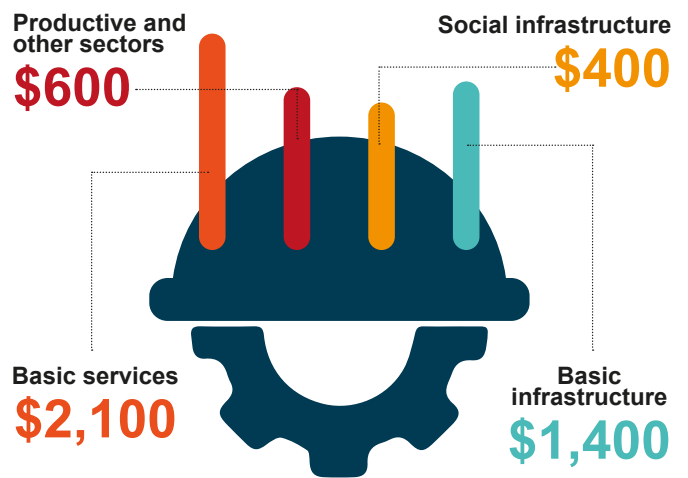 Productive and
other sectors
$600
Social infrastructure
$400
Basic services
$2,100
Basic
infrastructure
$1,400